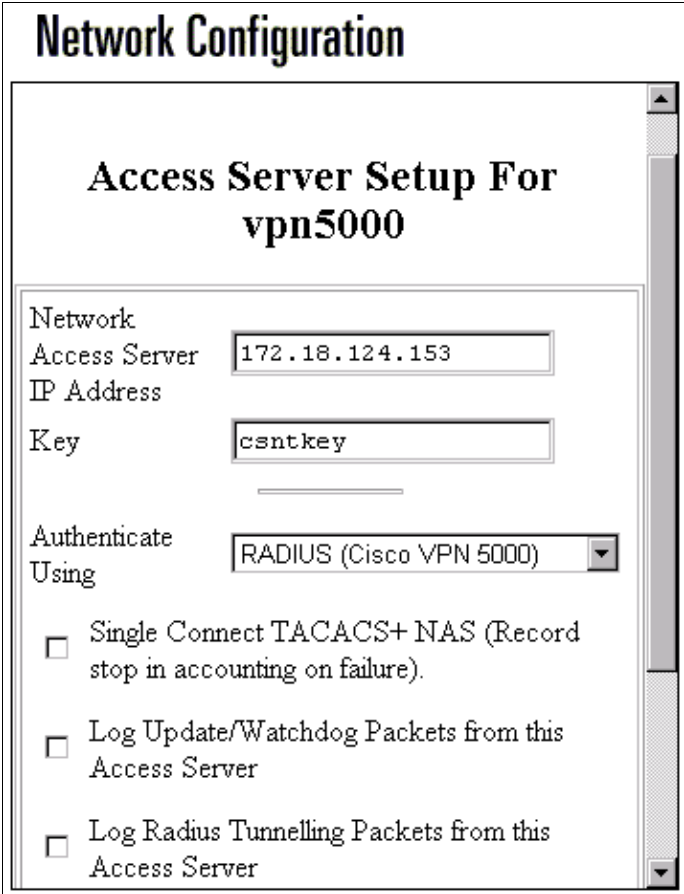 Network Configuration
Access Server Setup For
vpn5000
Network
Access Server
IP Address
172.18.124.153
Key
csntkey
Authenticate
Using
RADIUS (Cisco VPN 5000)
Single Connect TACACS+ NAS (Record
stop in accounting on failure).
Log Update/Watchdog Packets from this
Access Server
Log Radius Tunnelling Packets from this
Access Server